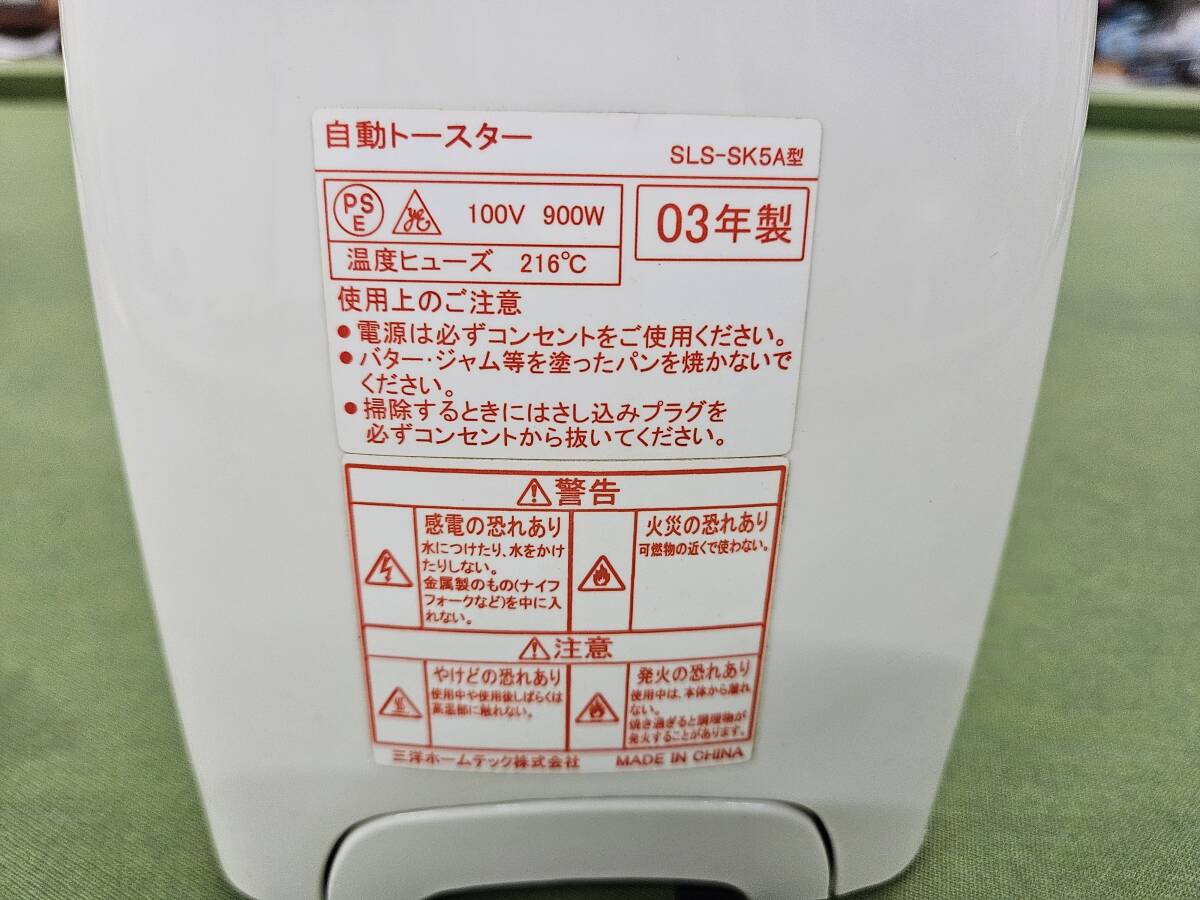 自動トースター
SLS-SK5A型
PSE
100V 900W
03年製
温度ヒューズ 216℃
使用上のご注意
●電源は必ずコンセントをご使用ください。
●バター・ジャム等を塗ったパンを焼かないで
ください。
●掃除するときにはさし込みプラグを
必ずコンセントから抜いてください。
警告
感電の恐れあり
水につけたり、水をかけ
たりしない。
金属製のもの(ナイフ
フォークなど)を中に入
れない。
火災の恐れあり
可燃物の近くで使わない。
注意
やけどの恐れあり
使用中や使用後しばらくは
高温部に触れない。
発火の恐れあり
使用中は、本体から離れ
ない。
焼き過ぎると調理物が
発火することがあります。
三洋ホームテック株式会社
MADE IN CHINA